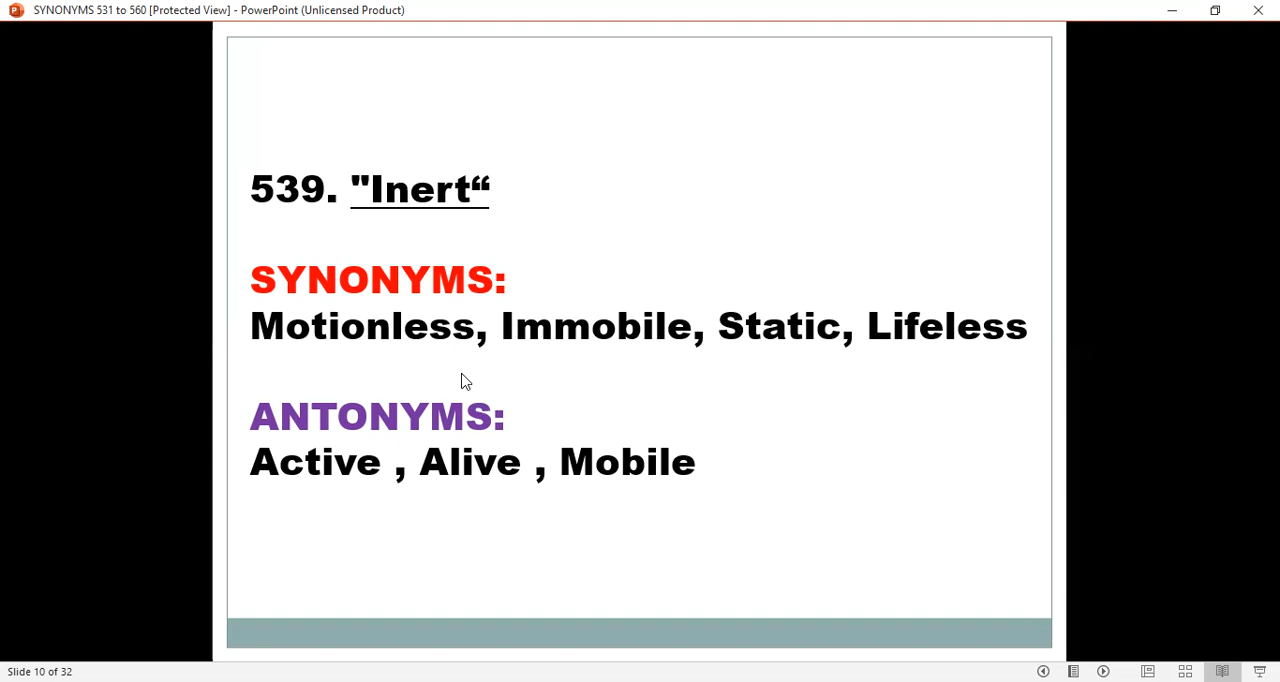 SYNONYMS 531 to 560 [Protected View] - PowerPoint (Unlicensed Product)
539. "Inert“
SYNONYMS:
Motionless, Immobile, Static, Lifeless
ANTONYMS:
Active , Alive , Mobile
Slide 10 of 32